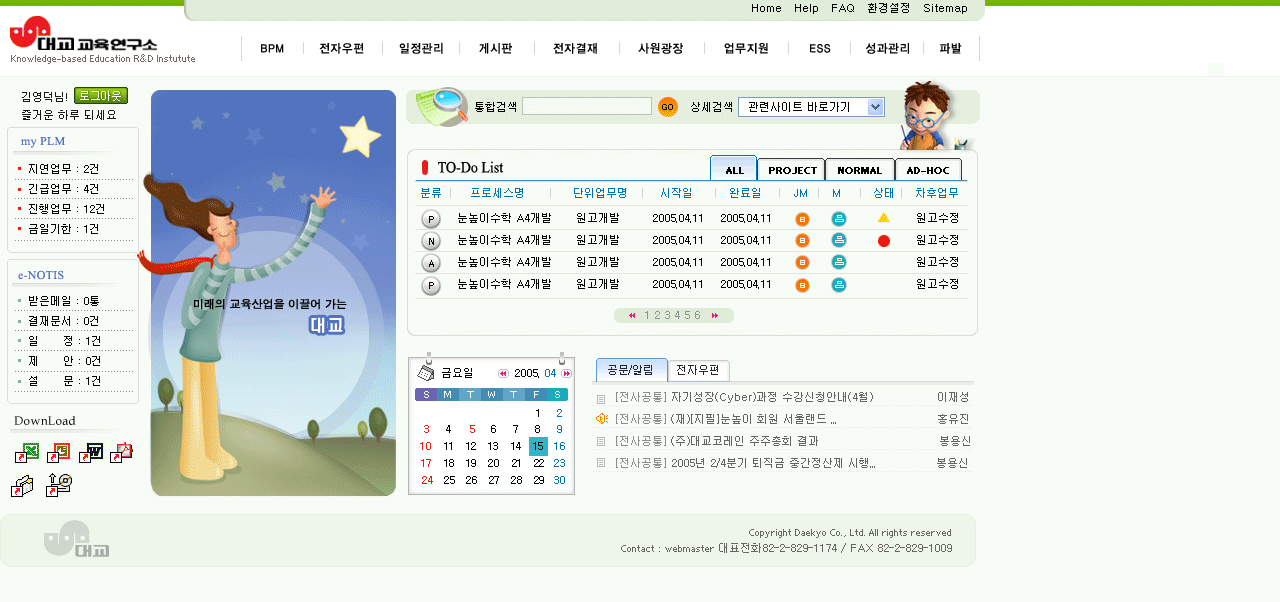 Home Help FAQ 환경설정 Sitemap
대교 교육연구소
Knowledge-based Education R&D Instutute
BPM 전자우편 일정관리 게시판 전자결재 사원광장 업무지원 ESS 성과관리 파발
김영덕님! 로그아웃
즐거운 하루 되세요
my PLM
지연업무 : 2건
긴급업무 : 4건
진행업무 : 12건
금일기한 : 1건
e-NOTIS
받은메일 : 0통
결재문서 : 0건
일 정 : 1건
제 안 : 0건
설 문 : 1건
DownLoad
미래의 교육산업을 이끌어 가는
대교
통합검색 GO 상세검색 관련사이트 바로가기
TO-Do List ALL PROJECT NORMAL AD-HOC
분류 프로세스명 단위업무명 시작일 완료일 JM M 상태 차후업무
P 눈높이수학 A4개발 원고개발 2005,04,11 2005,04,11 B 콤 원고수정
N 눈높이수학 A4개발 원고개발 2005,04,11 2005,04,11 B 콤 원고수정
A 눈높이수학 A4개발 원고개발 2005,04,11 2005,04,11 B 콤 원고수정
P 눈높이수학 A4개발 원고개발 2005,04,11 2005,04,11 B 콤 원고수정
1 2 3 4 5 6
금요일 2005, 04
S M T W T F S
1 2
3 4 5 6 7 8 9
10 11 12 13 14 15 16
17 18 19 20 21 22 23
24 25 26 27 28 29 30
공문/알림 전자우편
[전사공통] 자기성장(Cyber)과정 수강신청안내(4월) 이재성
[전사공통] (재)(지필)눈높이 회원 서울랜드 ... 홍유진
[전사공통] (주)대교코레인 주주총회 결과 봉용신
[전사공통] 2005년 2/4분기 퇴직금 중간정산제 시행... 봉용신
대교
Copyright Daekyo Co., Ltd. All rights reserved
Contact : webmaster 대표전화82-2-829-1174 / FAX 82-2-829-1009